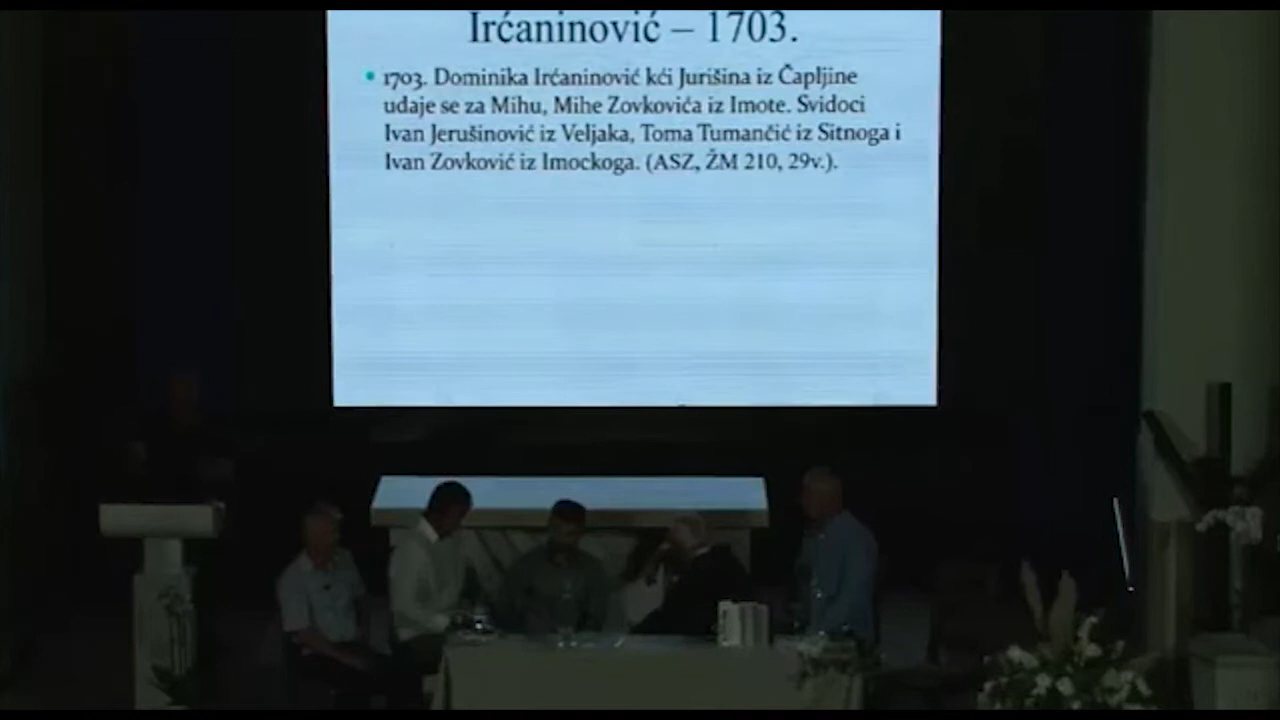 Irćaninović – 1703.
• 1703. Dominika Irćaninović kći Jurišina iz Čapljine
udaje se za Mihu, Mihe Zovkovića iz Imote. Svidoci
Ivan Jerušinović iz Veljaka, Toma Tumančić iz Sitnoga i
Ivan Zovković iz Imockoga. (ASZ, ŽM 210, 29v.).